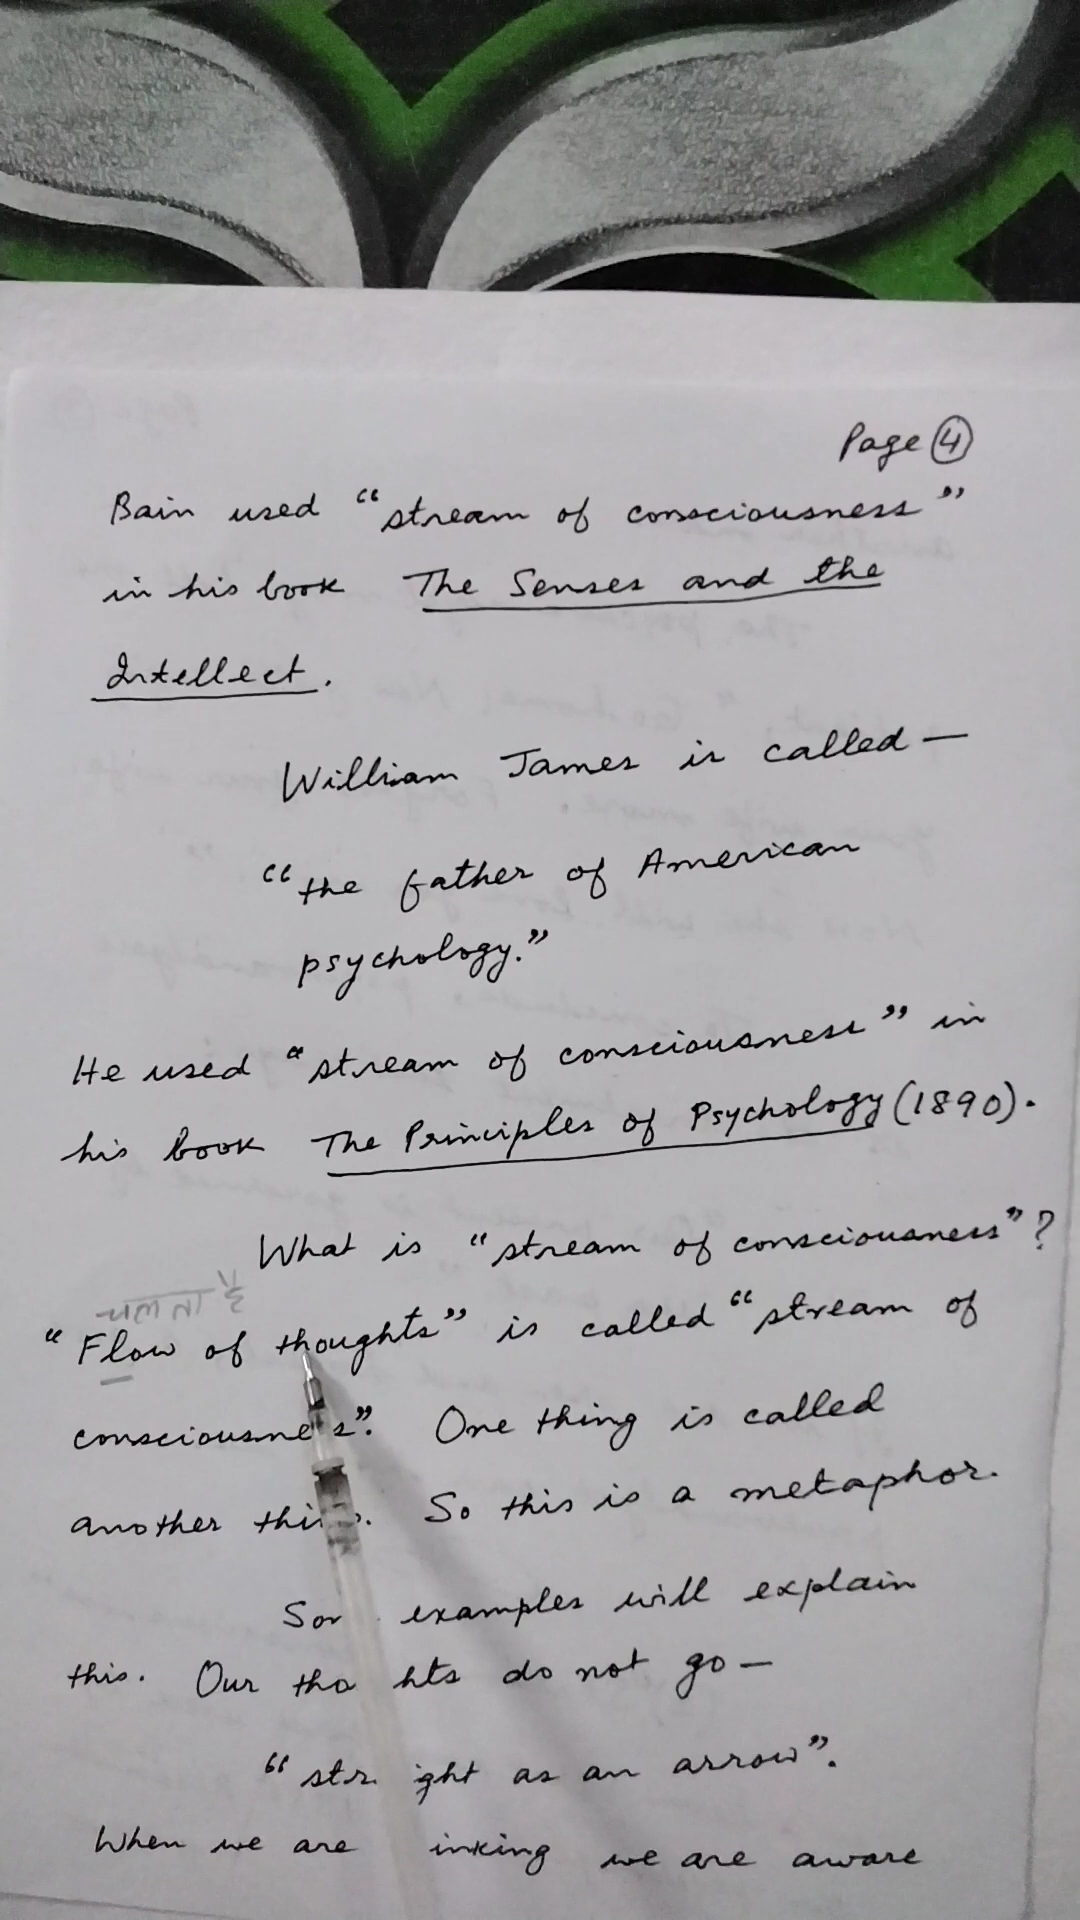 Page 4
Bain used "stream of consciousness"
in his book The Senses and the
Intellect.
William James is called —
"the father of American
psychology."
He used "stream of consciousness" in
his book The Principles of Psychology (1890).
What is "stream of consciousness"?
चलता है
"Flow of thoughts" is called "stream of
consciousness". One thing is called
another thing. So this is a metaphor.
examples will explain
this. Our thoughts do not go —
"straight as an arrow".
When we are thinking we are aware